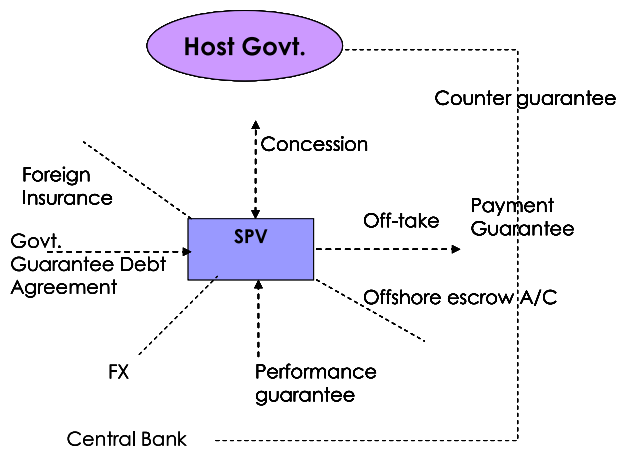 Host Govt.
Counter guarantee
Concession
Foreign
Insurance
Payment
Guarantee
Off-take
SPV
Govt.
Guarantee Debt
Agreement
Offshore escrow A/C
FX
Performance
guarantee
Central Bank